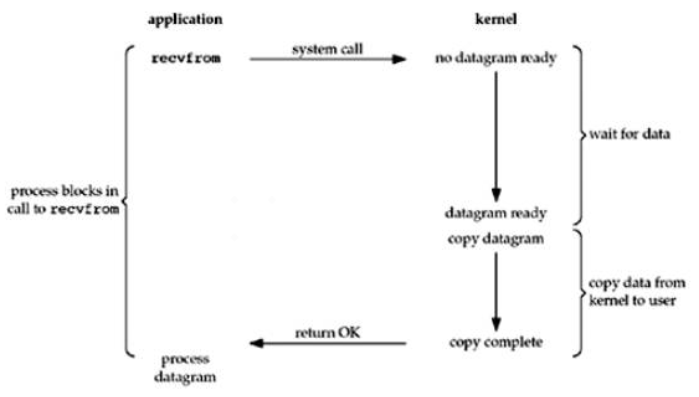 application
kernel
recvfrom
system call
no datagram ready
wait for data
process blocks in
call to recvfrom
datagram ready
copy datagram
copy data from
kernel to user
return OK
copy complete
process
datagram